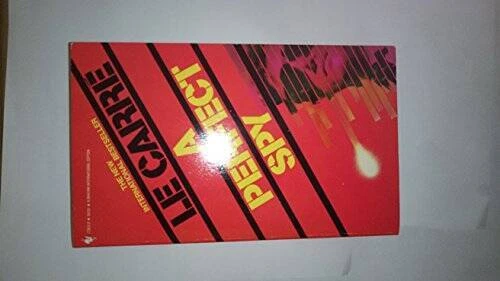 THE NEW
INTERNATIONAL BESTSELLER
LE CARRÉ
A
PERFECT
SPY